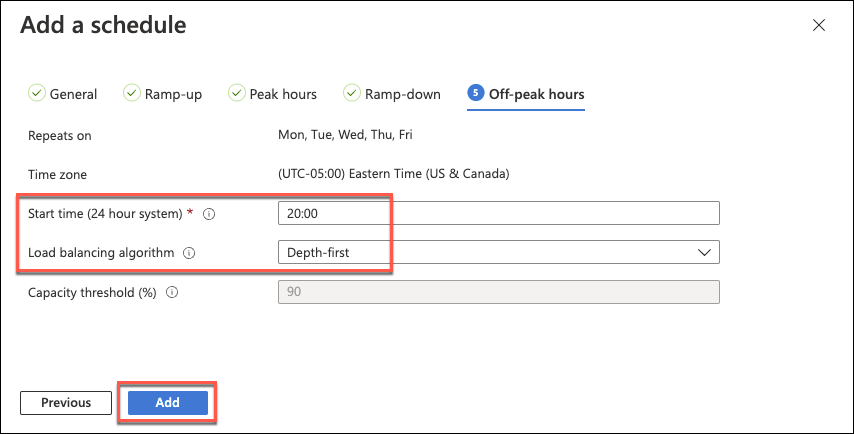 Add a schedule
General Ramp-up Peak hours Ramp-down 5 Off-peak hours
Repeats on Mon, Tue, Wed, Thu, Fri
Time zone (UTC-05:00) Eastern Time (US & Canada)
Start time (24 hour system) * 20:00
Load balancing algorithm Depth-first
Capacity threshold (%) 90
Previous Add